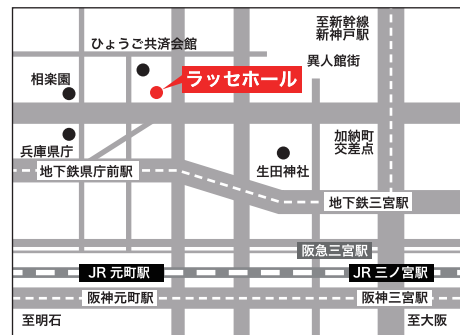 至新幹線
新神戸駅
ひょうご共済会館
異人館街
相楽園
ラッセホール
兵庫県庁
加納町
交差点
地下鉄県庁前駅
生田神社
地下鉄三宮駅
阪急三宮駅
JR 元町駅
JR 三ノ宮駅
阪神元町駅
阪神三宮駅
至明石
至大阪